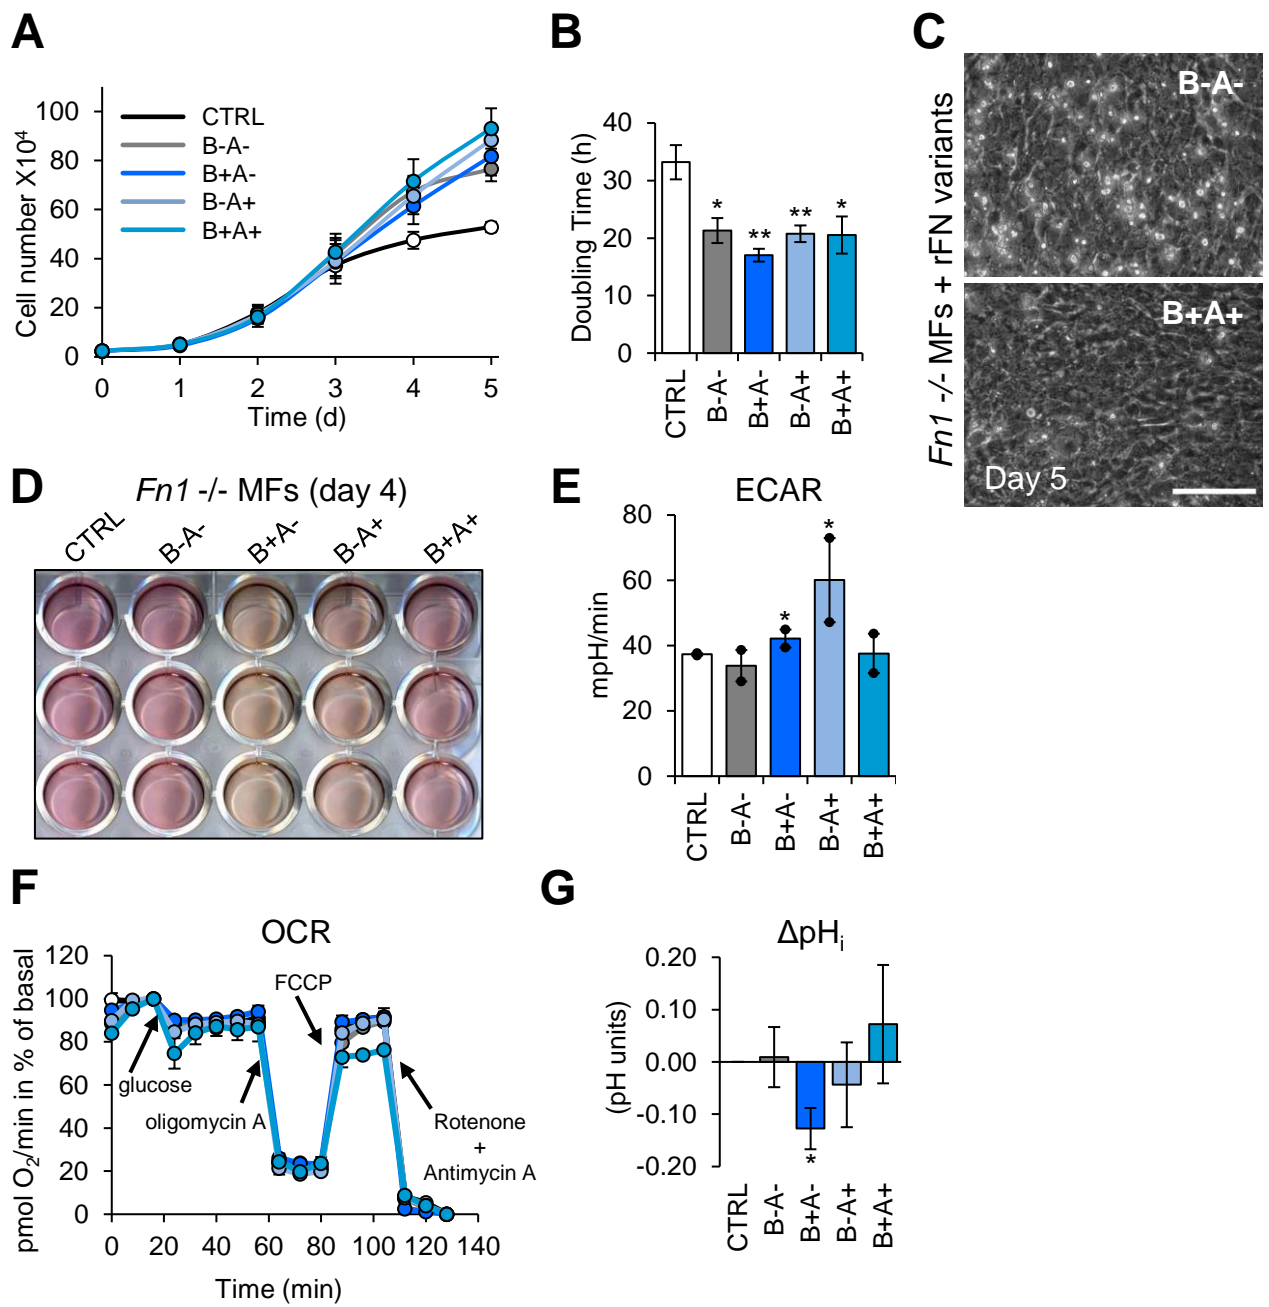 A
Cell number X10⁴
100
80
60
40
20
0
CTRL
B-A-
B+A-
B-A+
B+A+
0 1 2 3 4 5
Time (d)
B
Doubling Time (h)
40
30
20
10
0
* ** ** *
CTRL B-A- B+A- B-A+ B+A+
C
Fn1 -/- MFs + rFN variants
B-A-
B+A+
Day 5
D
Fn1 -/- MFs (day 4)
CTRL B-A- B+A- B-A+ B+A+
E
ECAR
mpH/min
80
60
40
20
0
* *
CTRL B-A- B+A- B-A+ B+A+
F
OCR
pmol O₂/min in % of basal
120
100
80
60
40
20
0
FCCP
glucose
oligomycin A
Rotenone
+
Antimycin A
0 20 40 60 80 100 120 140
Time (min)
G
ΔpHᵢ
(pH units)
0.20
0.10
0.00
-0.10
-0.20
*
CTRL B-A- B+A- B-A+ B+A+